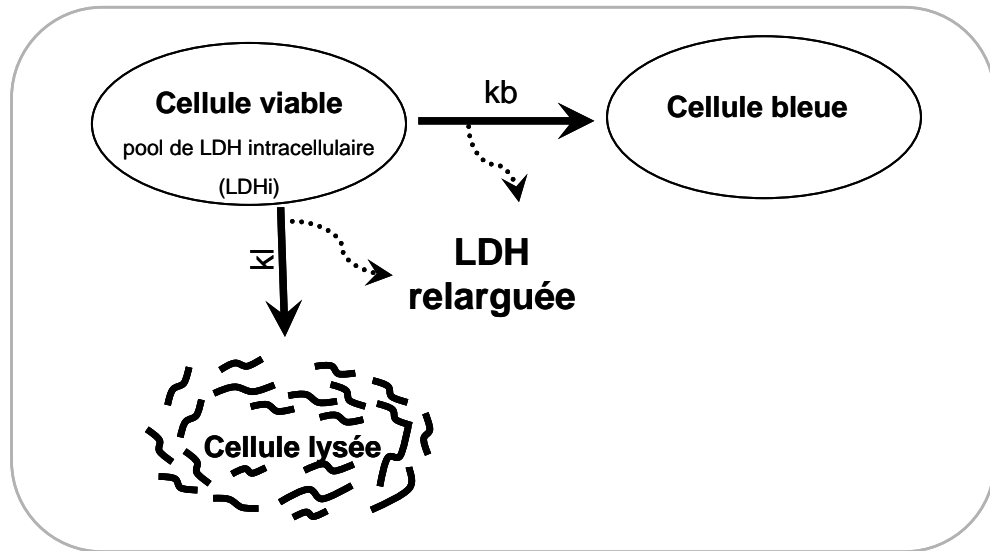 Cellule viable
pool de LDH intracellulaire
(LDHi)
kb
Cellule bleue
kl
LDH
relarguée
Cellule lysée